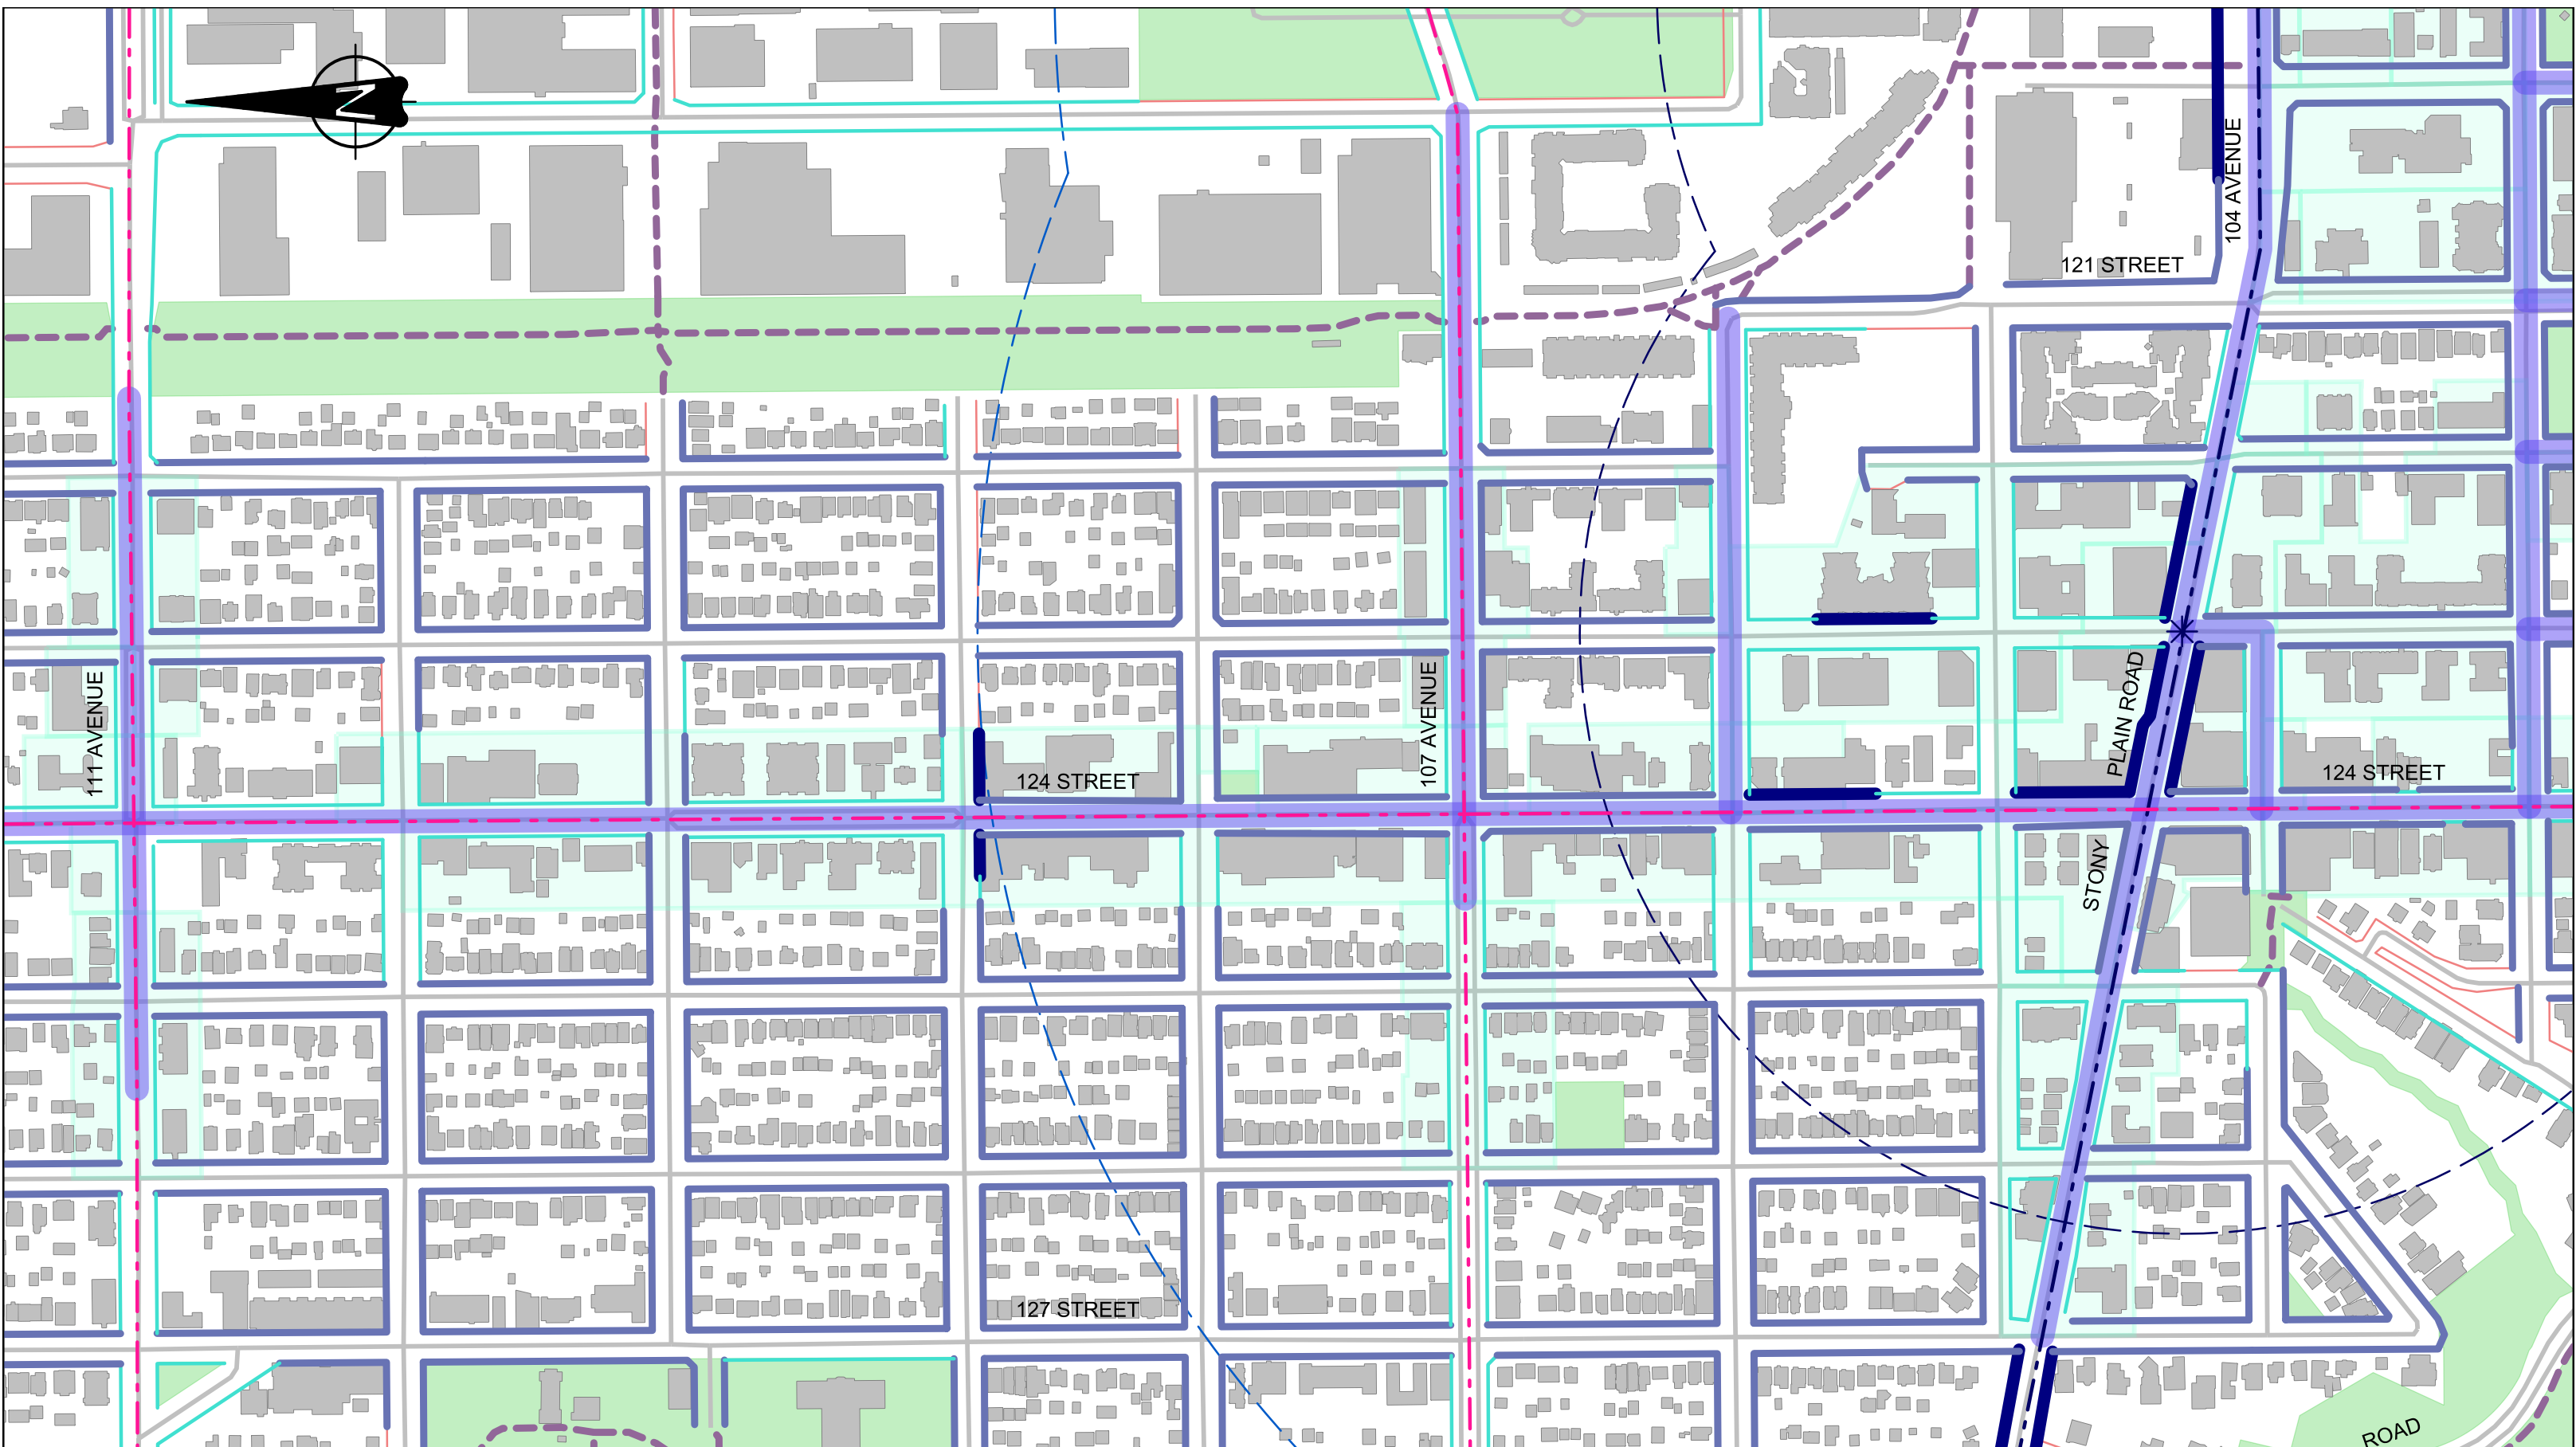 104 AVENUE
121 STREET
111 AVENUE
107 AVENUE
PLAIN ROAD
124 STREET
124 STREET
STONY
127 STREET
ROAD
N